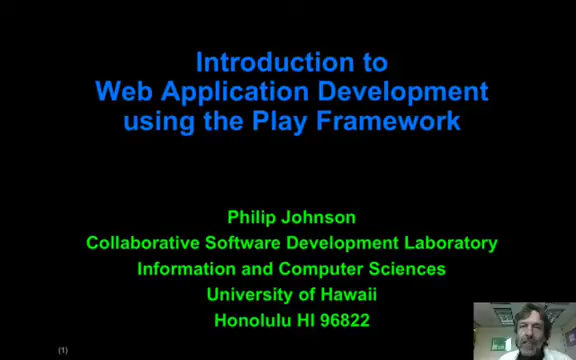 Introduction to
Web Application Development
using the Play Framework
Philip Johnson
Collaborative Software Development Laboratory
Information and Computer Sciences
University of Hawaii
Honolulu HI 96822
(1)